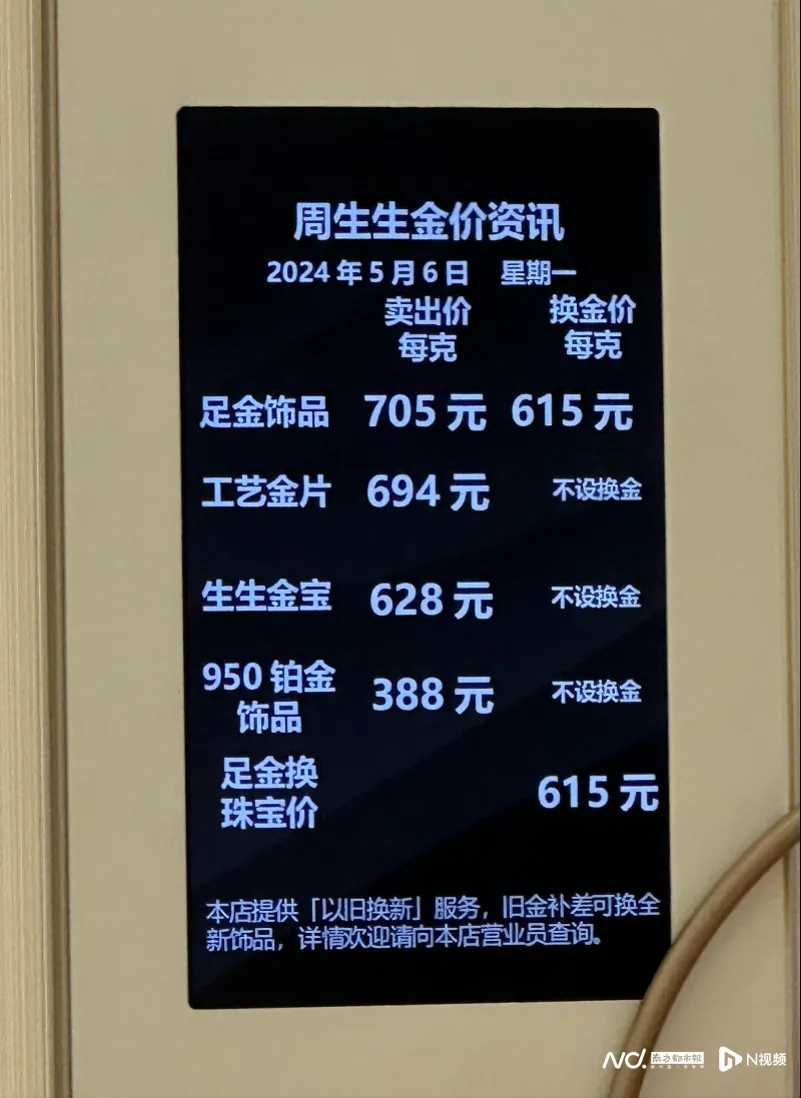 周生生金价资讯
2024 年 5 月 6 日 星期一
卖出价 换金价
每克 每克
足金饰品 705 元 615 元
工艺金片 694 元 不设换金
生生金宝 628 元 不设换金
950 铂金
饰品 388 元 不设换金
足金换
珠宝价 615 元
本店提供「以旧换新」服务，旧金补差可换全
新饰品，详情欢迎请向本店营业员查询。
N视频
南方都市报